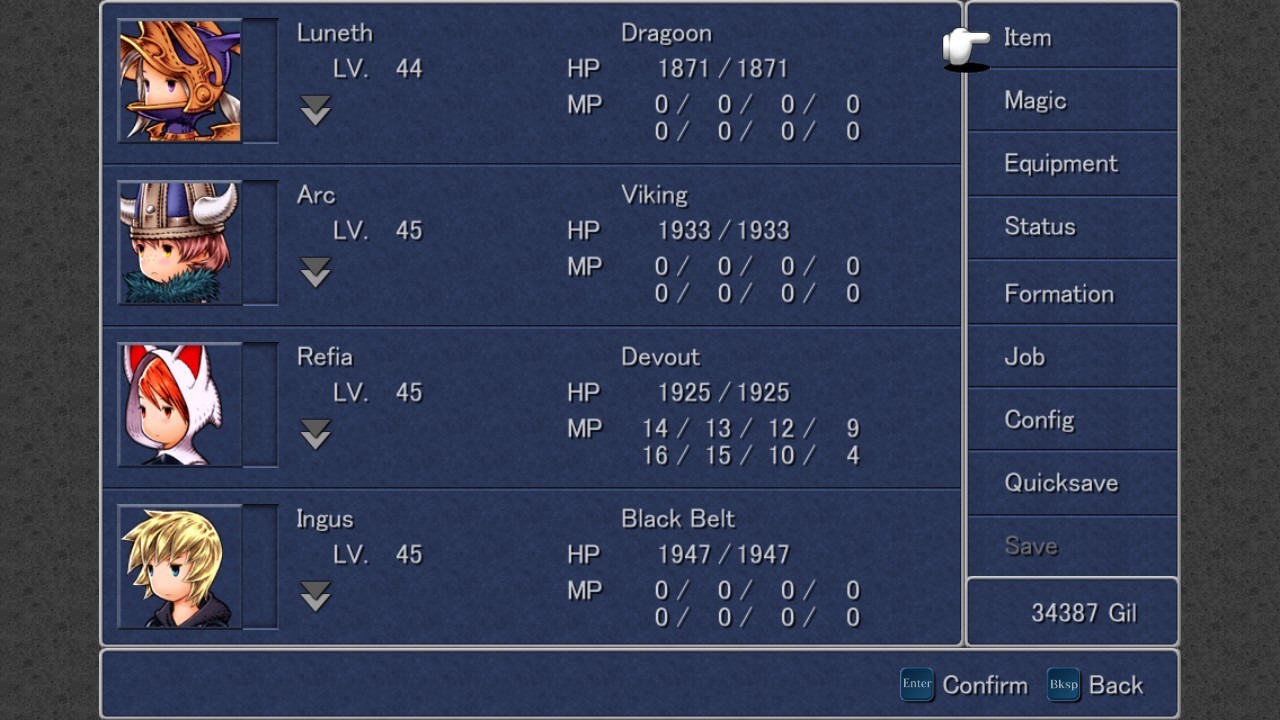 Luneth Dragoon
LV. 44 HP 1871 / 1871
MP 0 / 0 / 0 / 0
0 / 0 / 0 / 0
Arc Viking
LV. 45 HP 1933 / 1933
MP 0 / 0 / 0 / 0
0 / 0 / 0 / 0
Refia Devout
LV. 45 HP 1925 / 1925
MP 14 / 13 / 12 / 9
16 / 15 / 10 / 4
Ingus Black Belt
LV. 45 HP 1947 / 1947
MP 0 / 0 / 0 / 0
0 / 0 / 0 / 0
Item
Magic
Equipment
Status
Formation
Job
Config
Quicksave
Save
34387 Gil
Enter Confirm Bksp Back